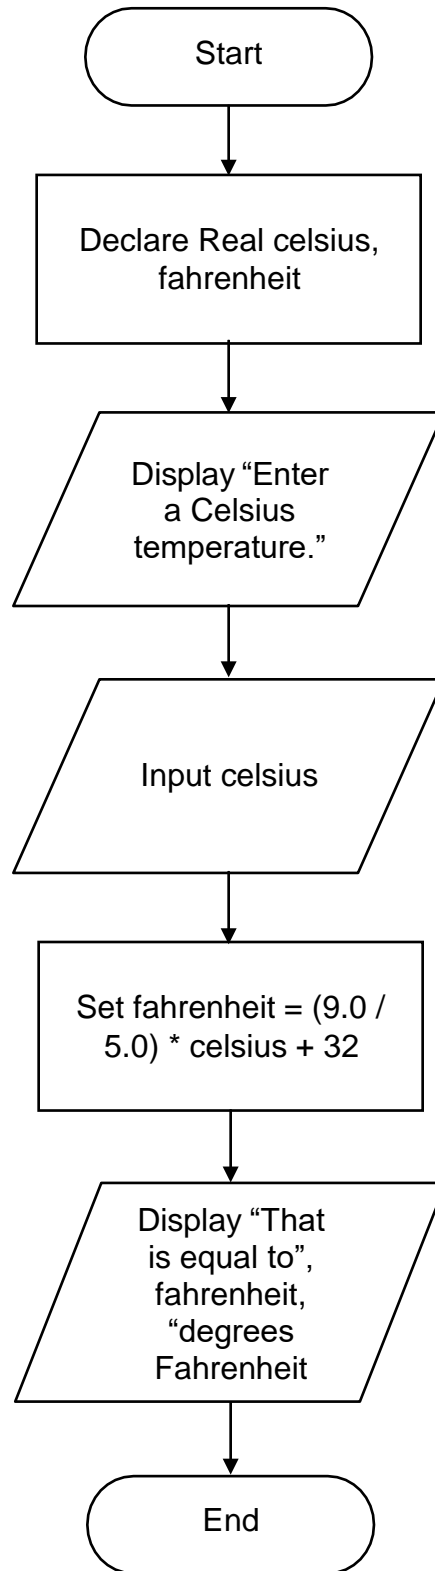 Start
Declare Real celsius,
fahrenheit
Display “Enter
a Celsius
temperature.”
Input celsius
Set fahrenheit = (9.0 /
5.0) * celsius + 32
Display “That
is equal to”,
fahrenheit,
“degrees
Fahrenheit
End